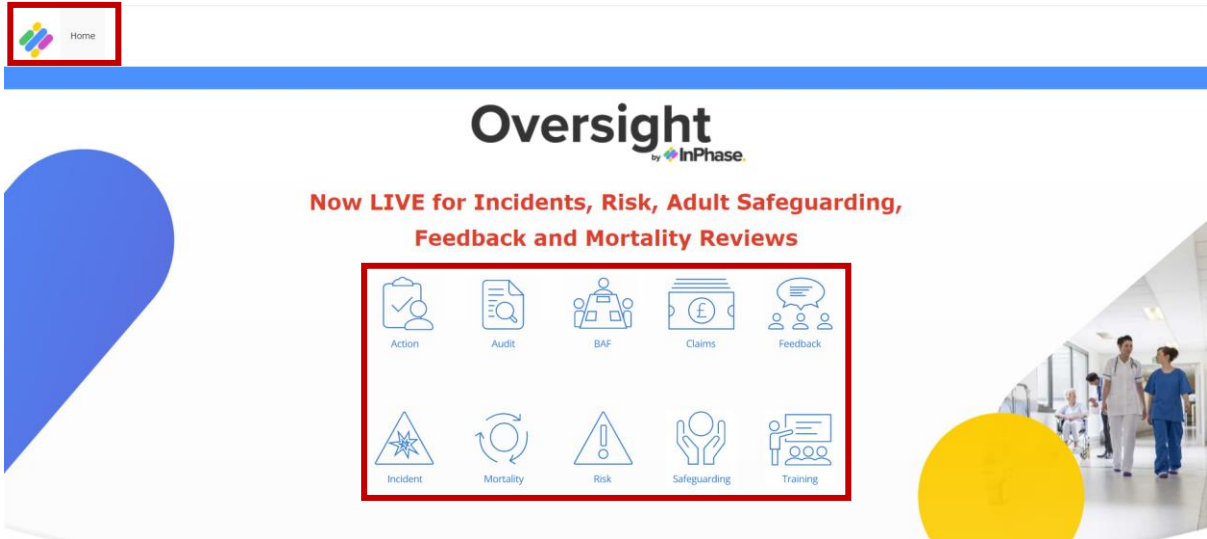 Home
Oversight
by InPhase.
Now LIVE for Incidents, Risk, Adult Safeguarding,
Feedback and Mortality Reviews
£
Action Audit BAF Claims Feedback
Incident Mortality Risk Safeguarding Training